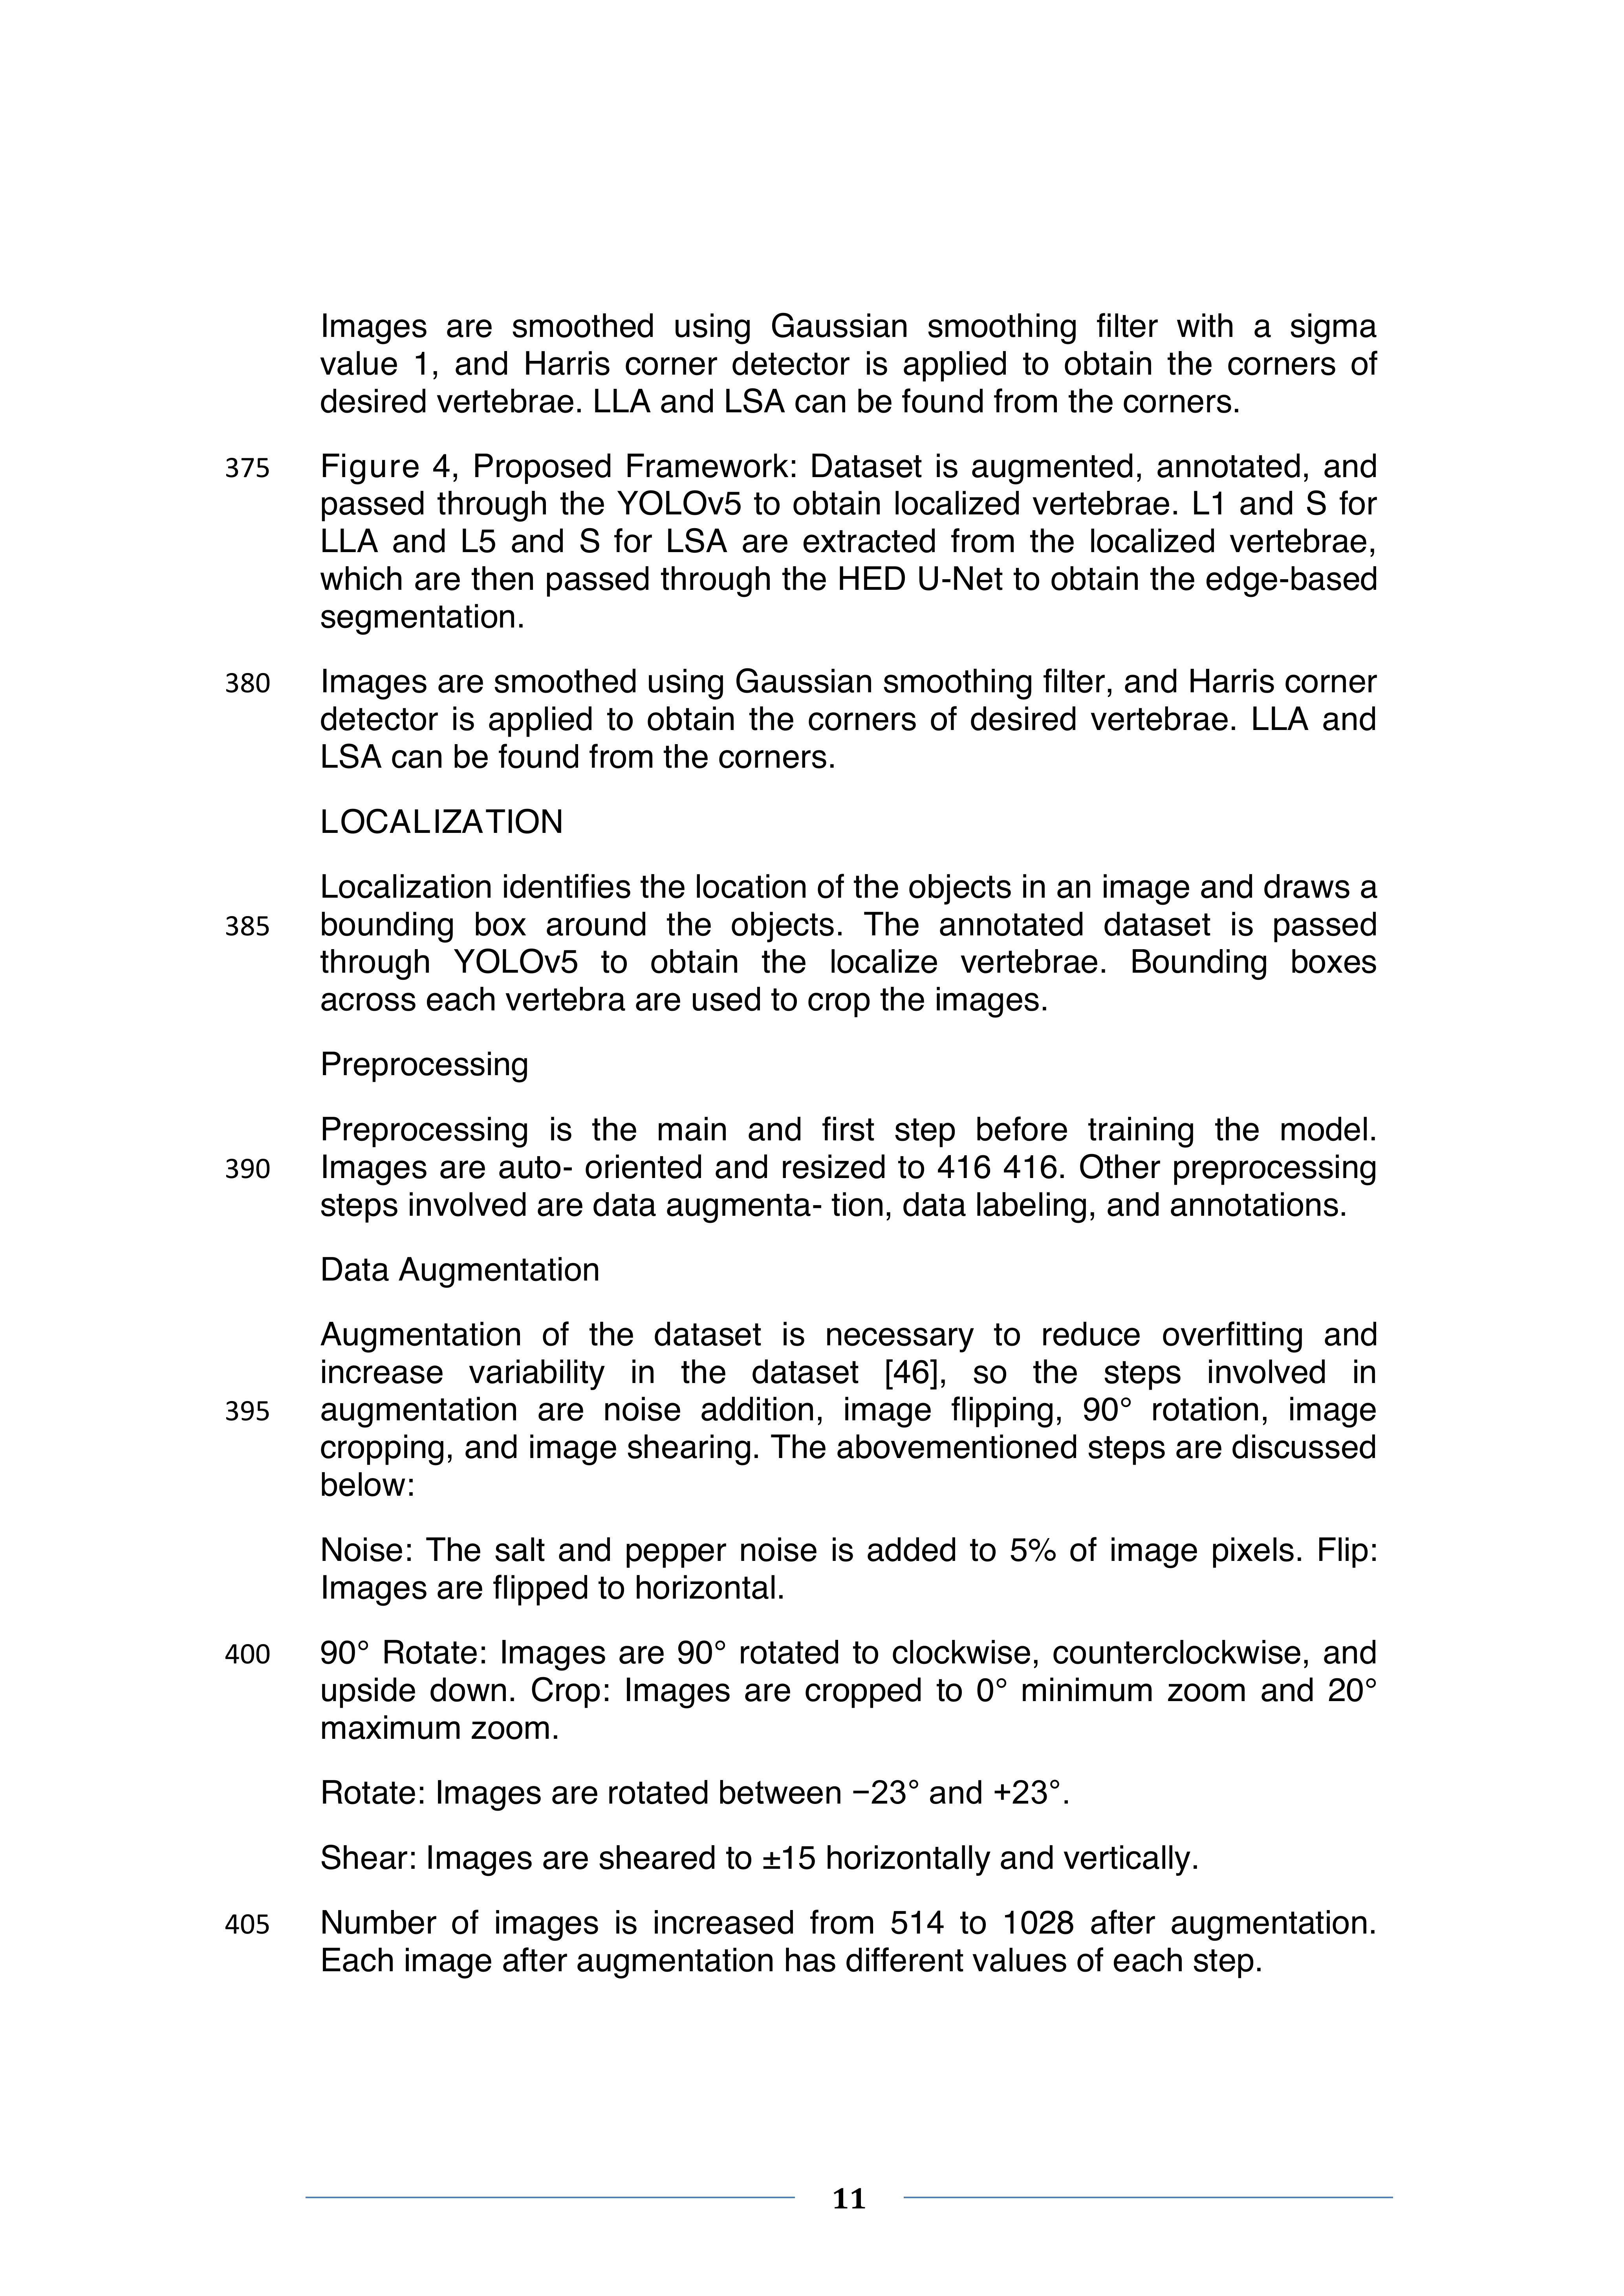 Images are smoothed using Gaussian smoothing filter with a sigma
value 1, and Harris corner detector is applied to obtain the corners of
desired vertebrae. LLA and LSA can be found from the corners.
375 Figure 4, Proposed Framework: Dataset is augmented, annotated, and
passed through the YOLOv5 to obtain localized vertebrae. L1 and S for
LLA and L5 and S for LSA are extracted from the localized vertebrae,
which are then passed through the HED U-Net to obtain the edge-based
segmentation.
380 Images are smoothed using Gaussian smoothing filter, and Harris corner
detector is applied to obtain the corners of desired vertebrae. LLA and
LSA can be found from the corners.
LOCALIZATION
Localization identifies the location of the objects in an image and draws a
385 bounding box around the objects. The annotated dataset is passed
through YOLOv5 to obtain the localize vertebrae. Bounding boxes
across each vertebra are used to crop the images.
Preprocessing
Preprocessing is the main and first step before training the model.
390 Images are auto- oriented and resized to 416 416. Other preprocessing
steps involved are data augmenta- tion, data labeling, and annotations.
Data Augmentation
Augmentation of the dataset is necessary to reduce overfitting and
increase variability in the dataset [46], so the steps involved in
395 augmentation are noise addition, image flipping, 90° rotation, image
cropping, and image shearing. The abovementioned steps are discussed
below:
Noise: The salt and pepper noise is added to 5% of image pixels. Flip:
Images are flipped to horizontal.
400 90° Rotate: Images are 90° rotated to clockwise, counterclockwise, and
upside down. Crop: Images are cropped to 0° minimum zoom and 20°
maximum zoom.
Rotate: Images are rotated between −23° and +23°.
Shear: Images are sheared to ±15 horizontally and vertically.
405 Number of images is increased from 514 to 1028 after augmentation.
Each image after augmentation has different values of each step.
11